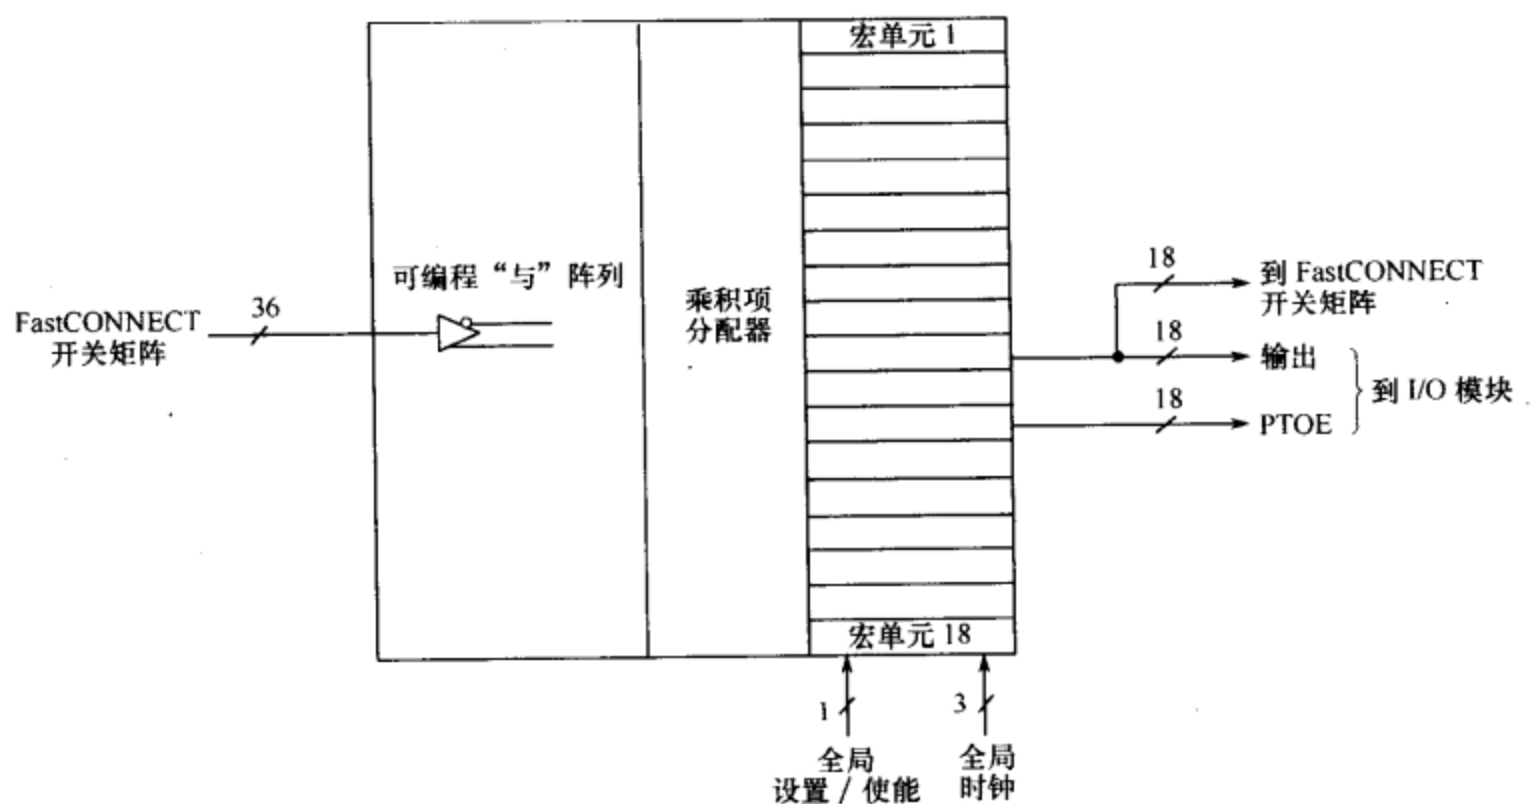 宏单元 1
可编程“与”阵列
乘积项
分配器
FastCONNECT
开关矩阵
36
18
到 FastCONNECT
开关矩阵
18
输出
到 I/O 模块
18
PTOE
宏单元 18
1
3
全局
设置 / 使能
全局
时钟